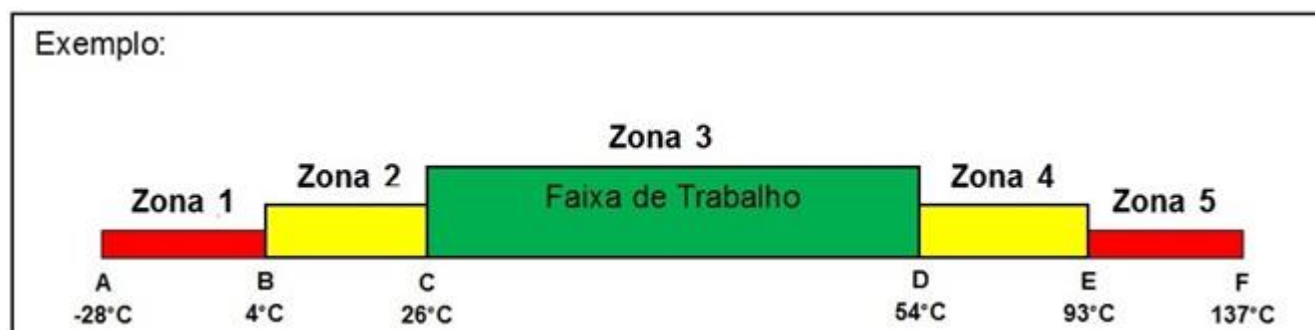 Exemplo:
Zona 3
Zona 2
Zona 4
Faixa de Trabalho
Zona 1
Zona 5
A
B
C
D
E
F
-28°C
4°C
26°C
54°C
93°C
137°C